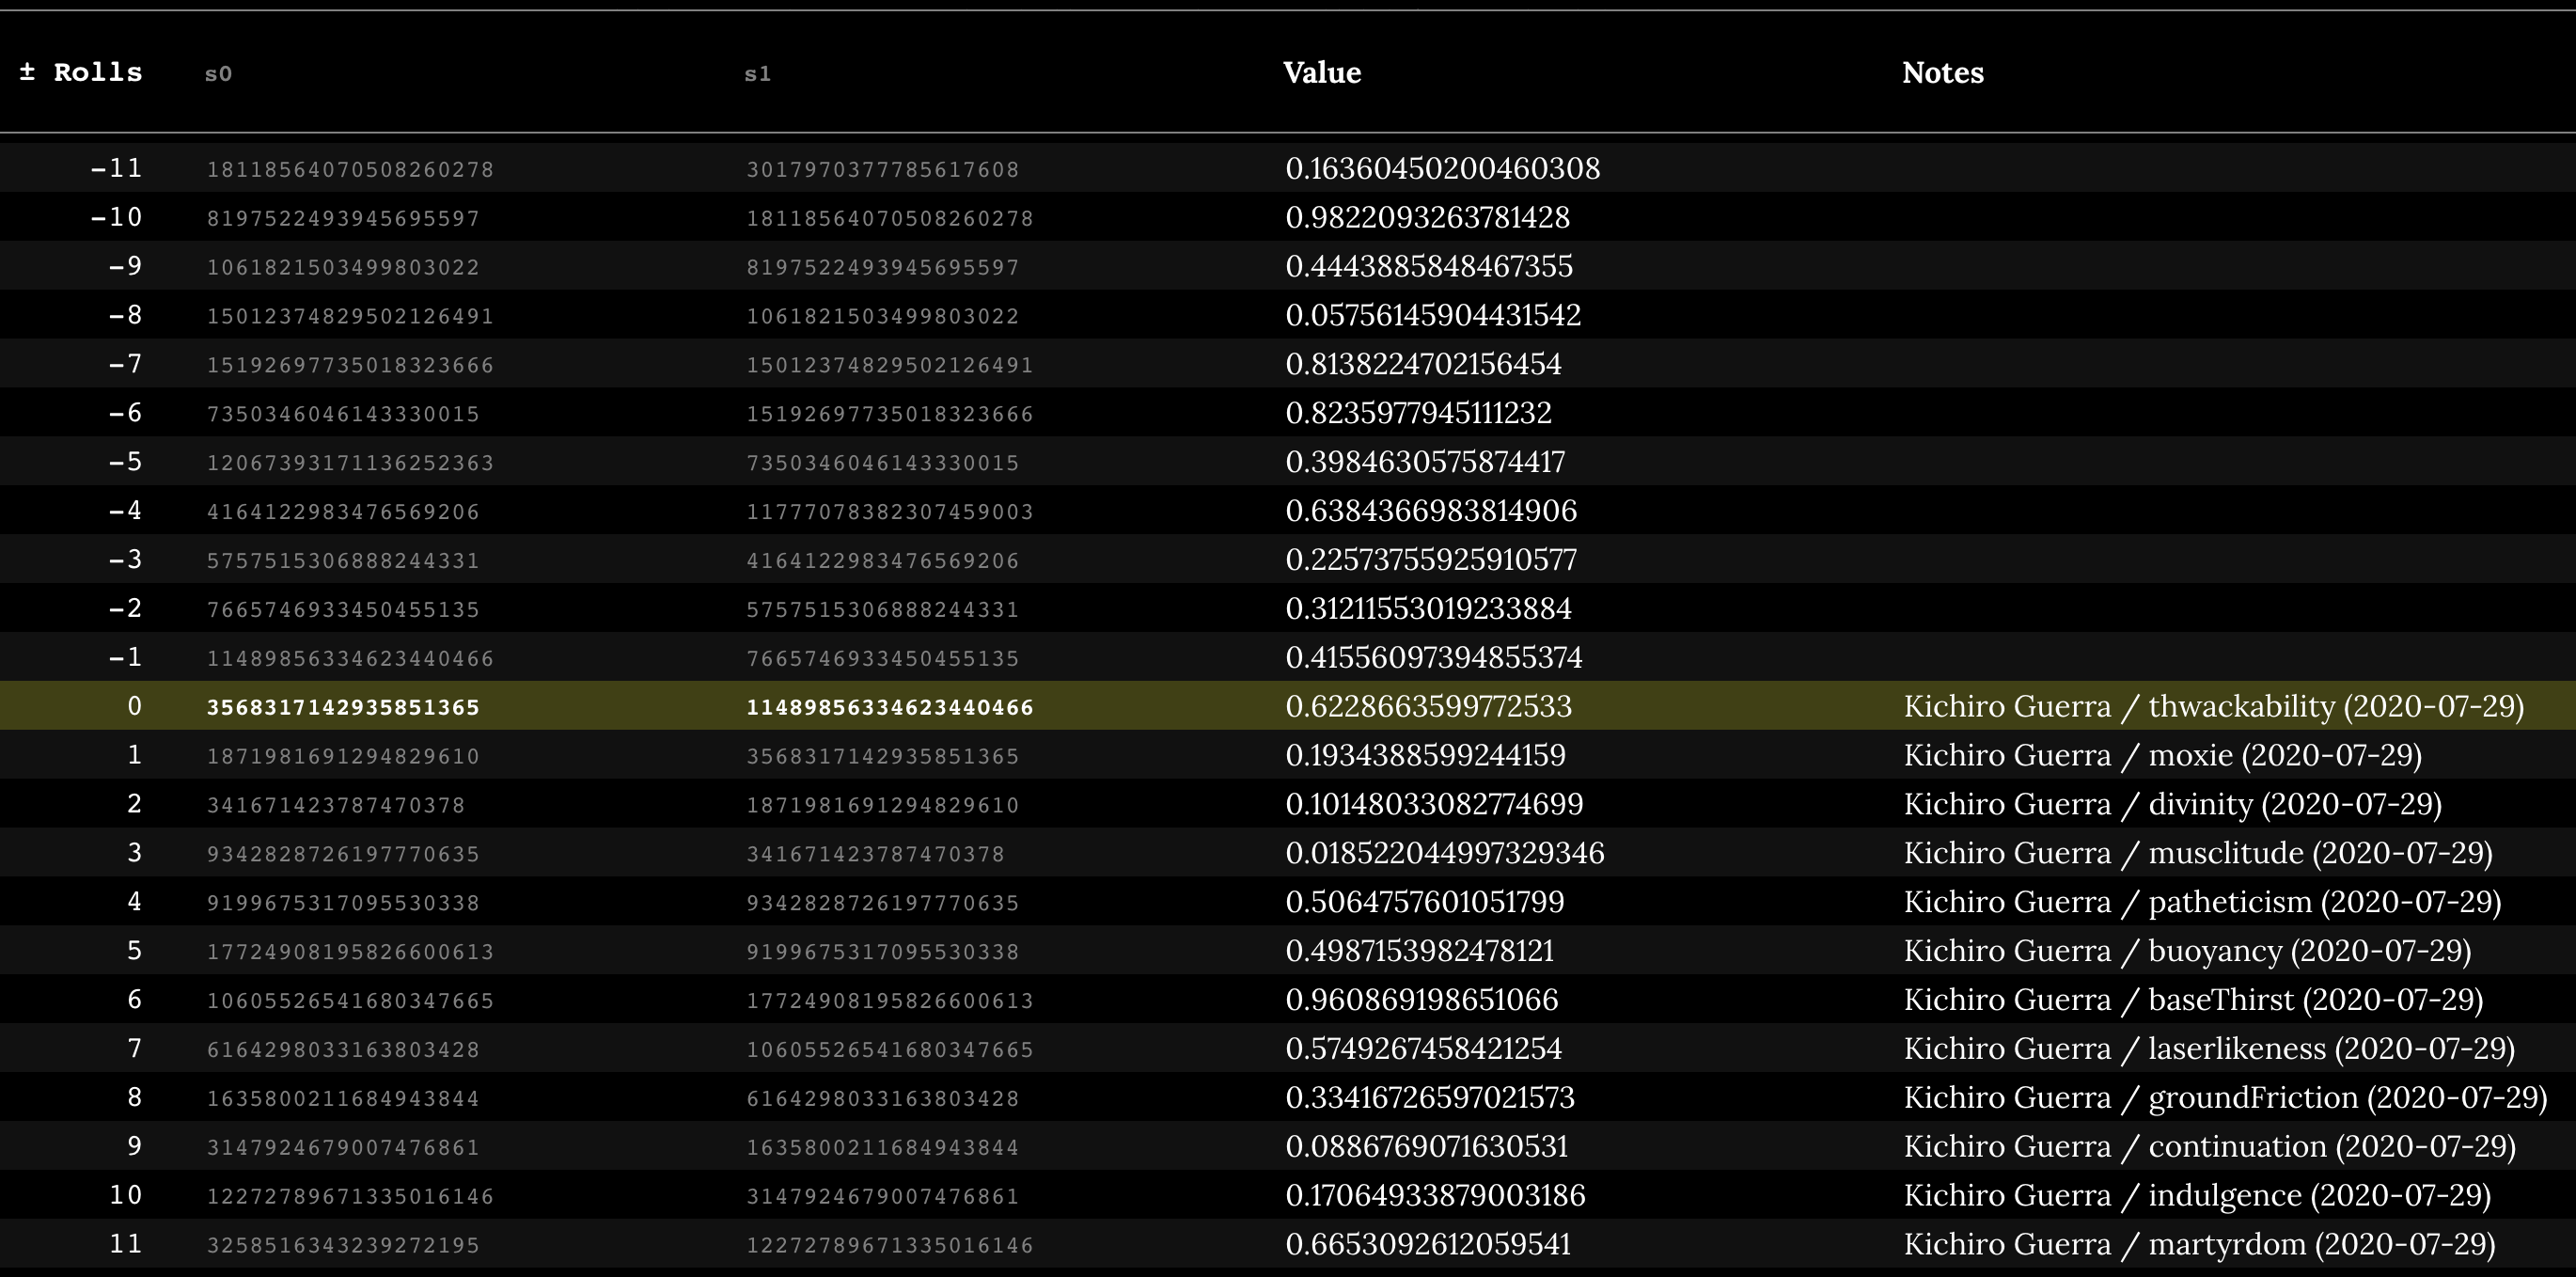 ± Rolls s0 s1 Value Notes
-11 18118564070508260278 3017970377785617608 0.16360450200460308
-10 8197522493945695597 18118564070508260278 0.9822093263781428
-9 1061821503499803022 8197522493945695597 0.4443885848467355
-8 15012374829502126491 1061821503499803022 0.05756145904431542
-7 15192697735018323666 15012374829502126491 0.8138224702156454
-6 7350346046143330015 15192697735018323666 0.8235977945111232
-5 12067393171136252363 7350346046143330015 0.3984630575874417
-4 4164122983476569206 11777078382307459003 0.6384366983814906
-3 5757515306888244331 4164122983476569206 0.22573755925910577
-2 7665746933450455135 5757515306888244331 0.31211553019233884
-1 11489856334623440466 7665746933450455135 0.41556097394855374
0 3568317142935851365 11489856334623440466 0.6228663599772533 Kichiro Guerra / thwackability (2020-07-29)
1 1871981691294829610 3568317142935851365 0.1934388599244159 Kichiro Guerra / moxie (2020-07-29)
2 341671423787470378 1871981691294829610 0.10148033082774699 Kichiro Guerra / divinity (2020-07-29)
3 9342828726197770635 341671423787470378 0.018522044997329346 Kichiro Guerra / musclitude (2020-07-29)
4 9199675317095530338 9342828726197770635 0.5064757601051799 Kichiro Guerra / patheticism (2020-07-29)
5 17724908195826600613 9199675317095530338 0.4987153982478121 Kichiro Guerra / buoyancy (2020-07-29)
6 10605526541680347665 17724908195826600613 0.960869198651066 Kichiro Guerra / baseThirst (2020-07-29)
7 6164298033163803428 10605526541680347665 0.5749267458421254 Kichiro Guerra / laserlikeness (2020-07-29)
8 1635800211684943844 6164298033163803428 0.33416726597021573 Kichiro Guerra / groundFriction (2020-07-29)
9 3147924679007476861 1635800211684943844 0.0886769071630531 Kichiro Guerra / continuation (2020-07-29)
10 12272789671335016146 3147924679007476861 0.17064933879003186 Kichiro Guerra / indulgence (2020-07-29)
11 3258516343239272195 12272789671335016146 0.6653092612059541 Kichiro Guerra / martyrdom (2020-07-29)